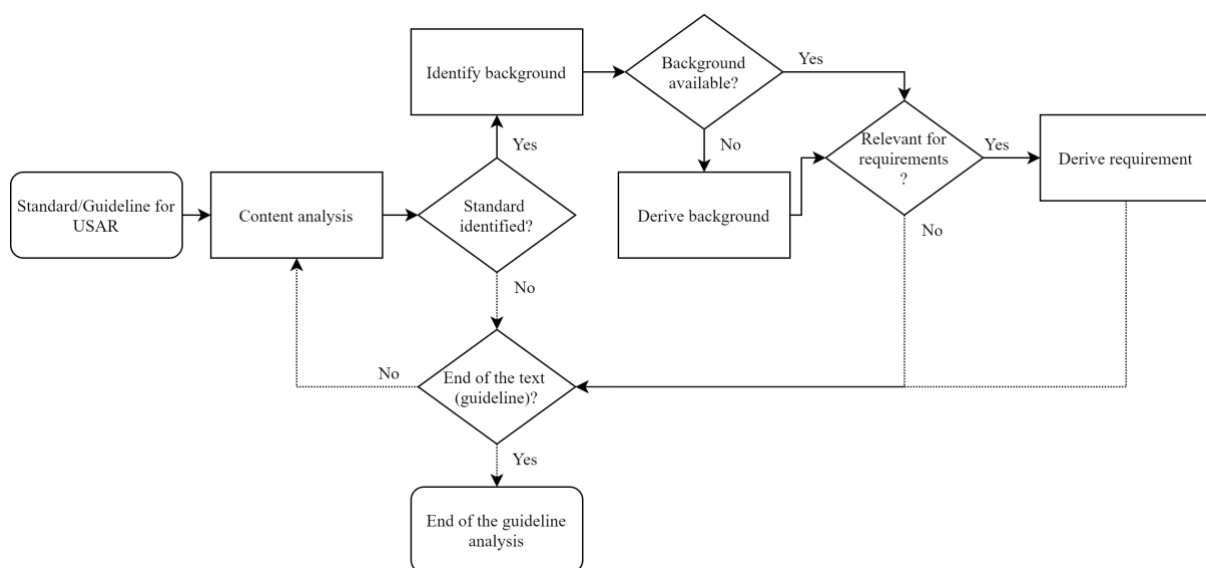 Identify background
Background
available?
Yes
Relevant for
requirements
?
Yes
Derive requirement
No
Yes
Derive background
No
Standard/Guideline for
USAR
Content analysis
Standard
identified?
No
No
End of the text
(guideline)?
Yes
End of the guideline
analysis